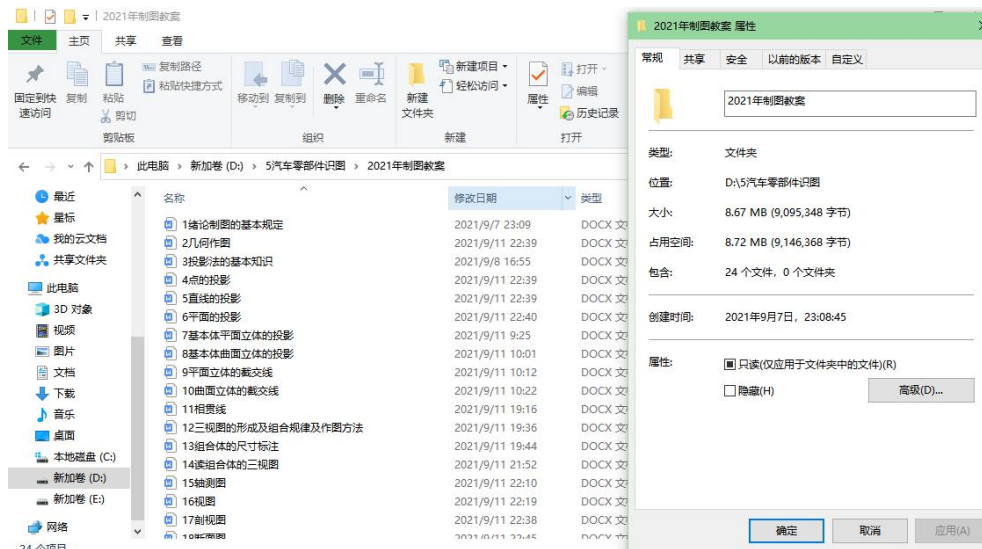 2021年制图教案
文件 主页 共享 查看
固定到快速访问
复制
粘贴
复制路径
粘贴快捷方式
剪切
剪贴板
移动到 复制到 删除 重命名
组织
新建文件夹
新建项目
轻松访问
新建
属性
打开
编辑
历史记录
打开
此电脑 › 新加卷 (D:) › 5汽车零部件识图 › 2021年制图教案
最近
星标
我的云文档
共享文件夹
此电脑
3D 对象
视频
图片
文档
下载
音乐
桌面
本地磁盘 (C:)
新加卷 (D:)
新加卷 (E:)
网络
24 个项目
名称 修改日期 类型
1绪论制图的基本规定 2021/9/7 23:09 DOCX 文
2几何作图 2021/9/11 22:39 DOCX 文
3投影法的基本知识 2021/9/8 16:55 DOCX 文
4点的投影 2021/9/11 22:39 DOCX 文
5直线的投影 2021/9/11 22:39 DOCX 文
6平面的投影 2021/9/11 22:40 DOCX 文
7基本体平面立体的投影 2021/9/11 9:25 DOCX 文
8基本体曲面立体的投影 2021/9/11 10:01 DOCX 文
9平面立体的截交线 2021/9/11 10:12 DOCX 文
10曲面立体的截交线 2021/9/11 10:22 DOCX 文
11相贯线 2021/9/11 19:16 DOCX 文
12三视图的形成及组合规律及作图方法 2021/9/11 19:36 DOCX 文
13组合体的尺寸标注 2021/9/11 19:44 DOCX 文
14读组合体的三视图 2021/9/11 21:52 DOCX 文
15轴测图 2021/9/11 22:10 DOCX 文
16视图 2021/9/11 22:19 DOCX 文
17剖视图 2021/9/11 22:38 DOCX 文
18断面图 2021/9/11 22:45 DOCX 文
2021年制图教案 属性
常规 共享 安全 以前的版本 自定义
2021年制图教案
类型: 文件夹
位置: D:\5汽车零部件识图
大小: 8.67 MB (9,095,348 字节)
占用空间: 8.72 MB (9,146,368 字节)
包含: 24 个文件，0 个文件夹
创建时间: 2021年9月7日，23:08:45
属性: 只读(仅应用于文件夹中的文件)(R)
隐藏(H) 高级(D)...
确定 取消 应用(A)